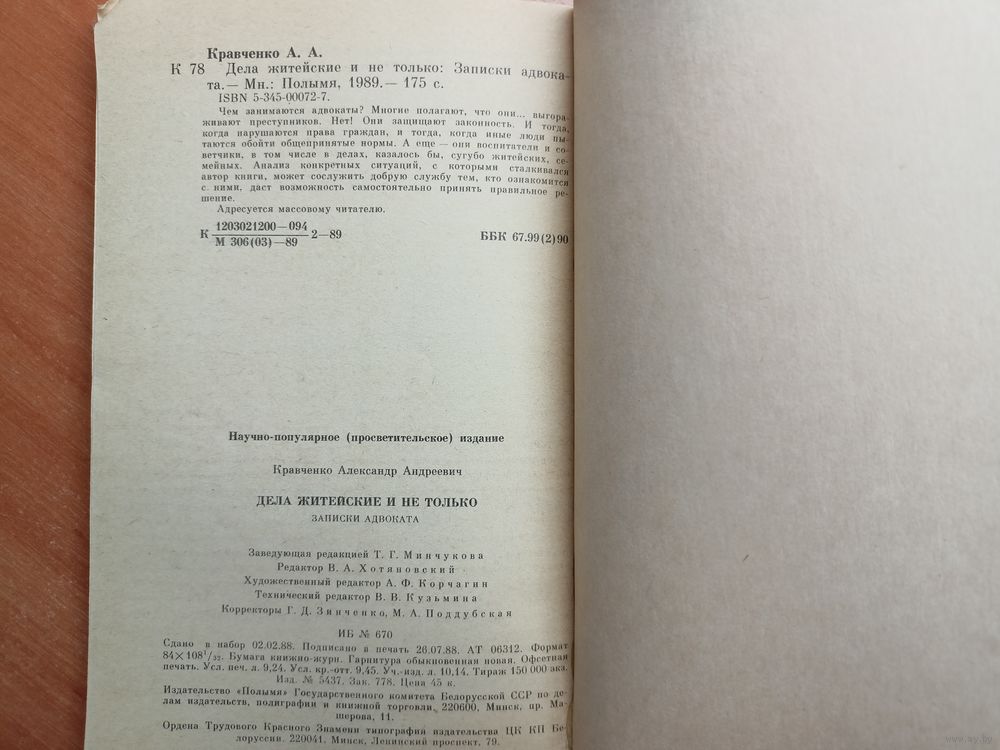 Кравченко А. А.
К 78 Дела житейские и не только: Записки адвока-
та.— Мн.: Полымя, 1989.— 175 с.
ISBN 5-345-00072-7.
Чем занимаются адвокаты? Многие полагают, что они... выгора-
живают преступников. Нет! Они защищают законность. И тогда,
когда нарушаются права граждан, и тогда, когда иные люди пы-
таются обойти общепринятые нормы. А еще — они воспитатели и со-
ветчики, в том числе в делах, казалось бы, сугубо житейских, се-
мейных. Анализ конкретных ситуаций, с которыми сталкивался
автор книги, может сослужить добрую службу тем, кто ознакомится
с ними, даст возможность самостоятельно принять правильное ре-
шение.
Адресуется массовому читателю.
К 1203021200—094
М 306(03)—89 2—89 ББК 67.99(2)90
Научно-популярное (просветительское) издание
Кравченко Александр Андреевич
ДЕЛА ЖИТЕЙСКИЕ И НЕ ТОЛЬКО
ЗАПИСКИ АДВОКАТА
Заведующая редакцией Т. Г. Минчукова
Редактор В. А. Хотяновский
Художественный редактор А. Ф. Корчагин
Технический редактор В. В. Кузьмина
Корректоры Г. Д. Зинченко, М. А. Поддубская
ИБ № 670
Сдано в набор 02.02.88. Подписано в печать 26.07.88. АТ 06312. Формат
84×108¹/₃₂. Бумага книжно-журн. Гарнитура обыкновенная новая. Офсетная
печать. Усл. печ. л. 9,24. Усл. кр.-отт. 9,45. Уч.-изд. л. 10,14. Тираж 150 000 экз.
Изд. № 5437. Зак. 778. Цена 45 к.
Издательство «Полымя» Государственного комитета Белорусской ССР по де-
лам издательств, полиграфии и книжной торговли. 220600, Минск, пр. Ма-
шерова, 11.
Ордена Трудового Красного Знамени типография издательства ЦК КП Бе-
лоруссии. 220041. Минск, Ленинский проспект, 79.
www.ay.by